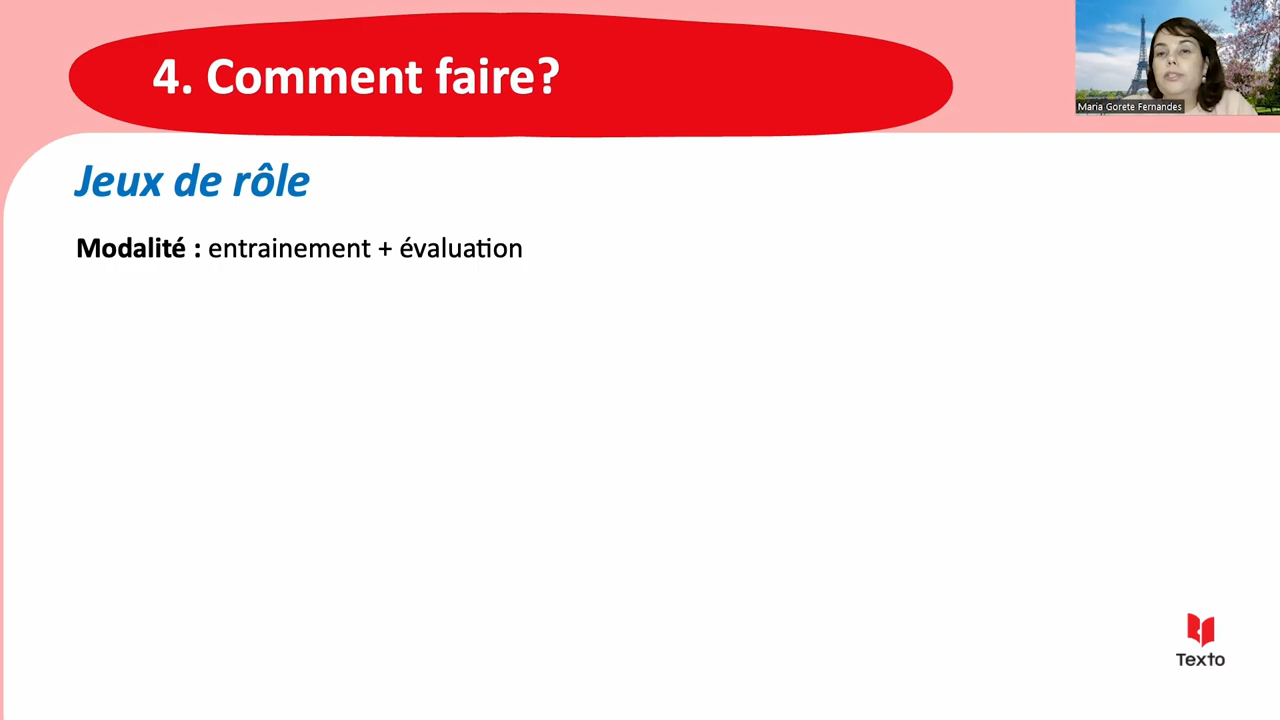 4. Comment faire?
Maria Gorete Fernandes
Jeux de rôle
Modalité : entrainement + évaluation
Texto